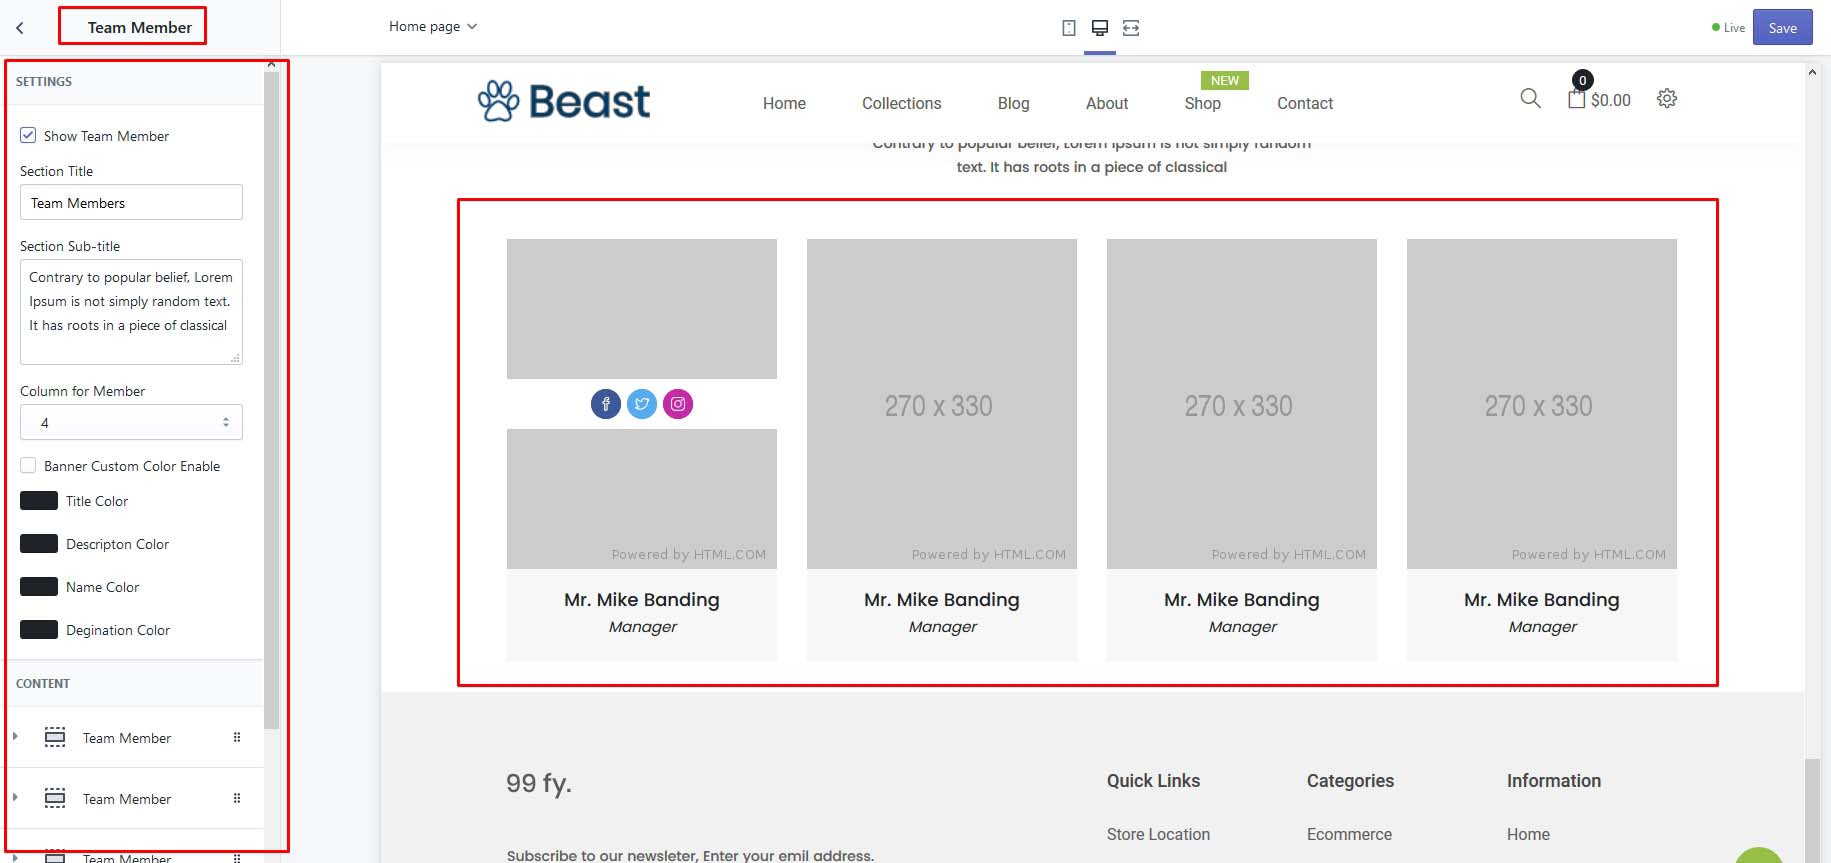 Team Member
Home page
Live
Save
SETTINGS
Show Team Member
Section Title
Team Members
Section Sub-title
Contrary to popular belief, Lorem
Ipsum is not simply random text.
It has roots in a piece of classical
Column for Member
4
Banner Custom Color Enable
Title Color
Descripton Color
Name Color
Degination Color
CONTENT
Team Member
Team Member
Team Member
Beast
Home
Collections
Blog
About
NEW
Shop
Contact
0
$0.00
Contrary to popular belief, Lorem Ipsum is not simply random
text. It has roots in a piece of classical
270 x 330
270 x 330
270 x 330
Powered by HTML.COM
Powered by HTML.COM
Powered by HTML.COM
Powered by HTML.COM
Mr. Mike Banding
Manager
Mr. Mike Banding
Manager
Mr. Mike Banding
Manager
Mr. Mike Banding
Manager
99 fy.
Subscribe to our newsleter, Enter your emil address.
Quick Links
Store Location
Categories
Ecommerce
Information
Home